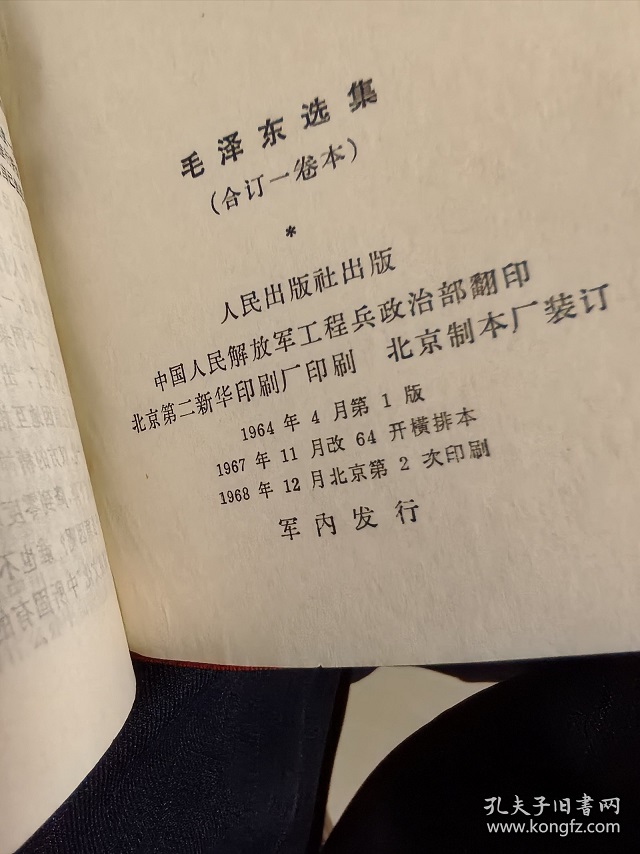 毛泽东选集
(合订一卷本)
*
人民出版社出版
中国人民解放军工程兵政治部翻印
北京第二新华印刷厂印刷 北京制本厂装订
1964 年 4 月第 1 版
1967 年 11 月改 64 开横排本
1968 年 12 月北京第 2 次印刷
军内发行
孔夫子旧书网
www.kongfz.com